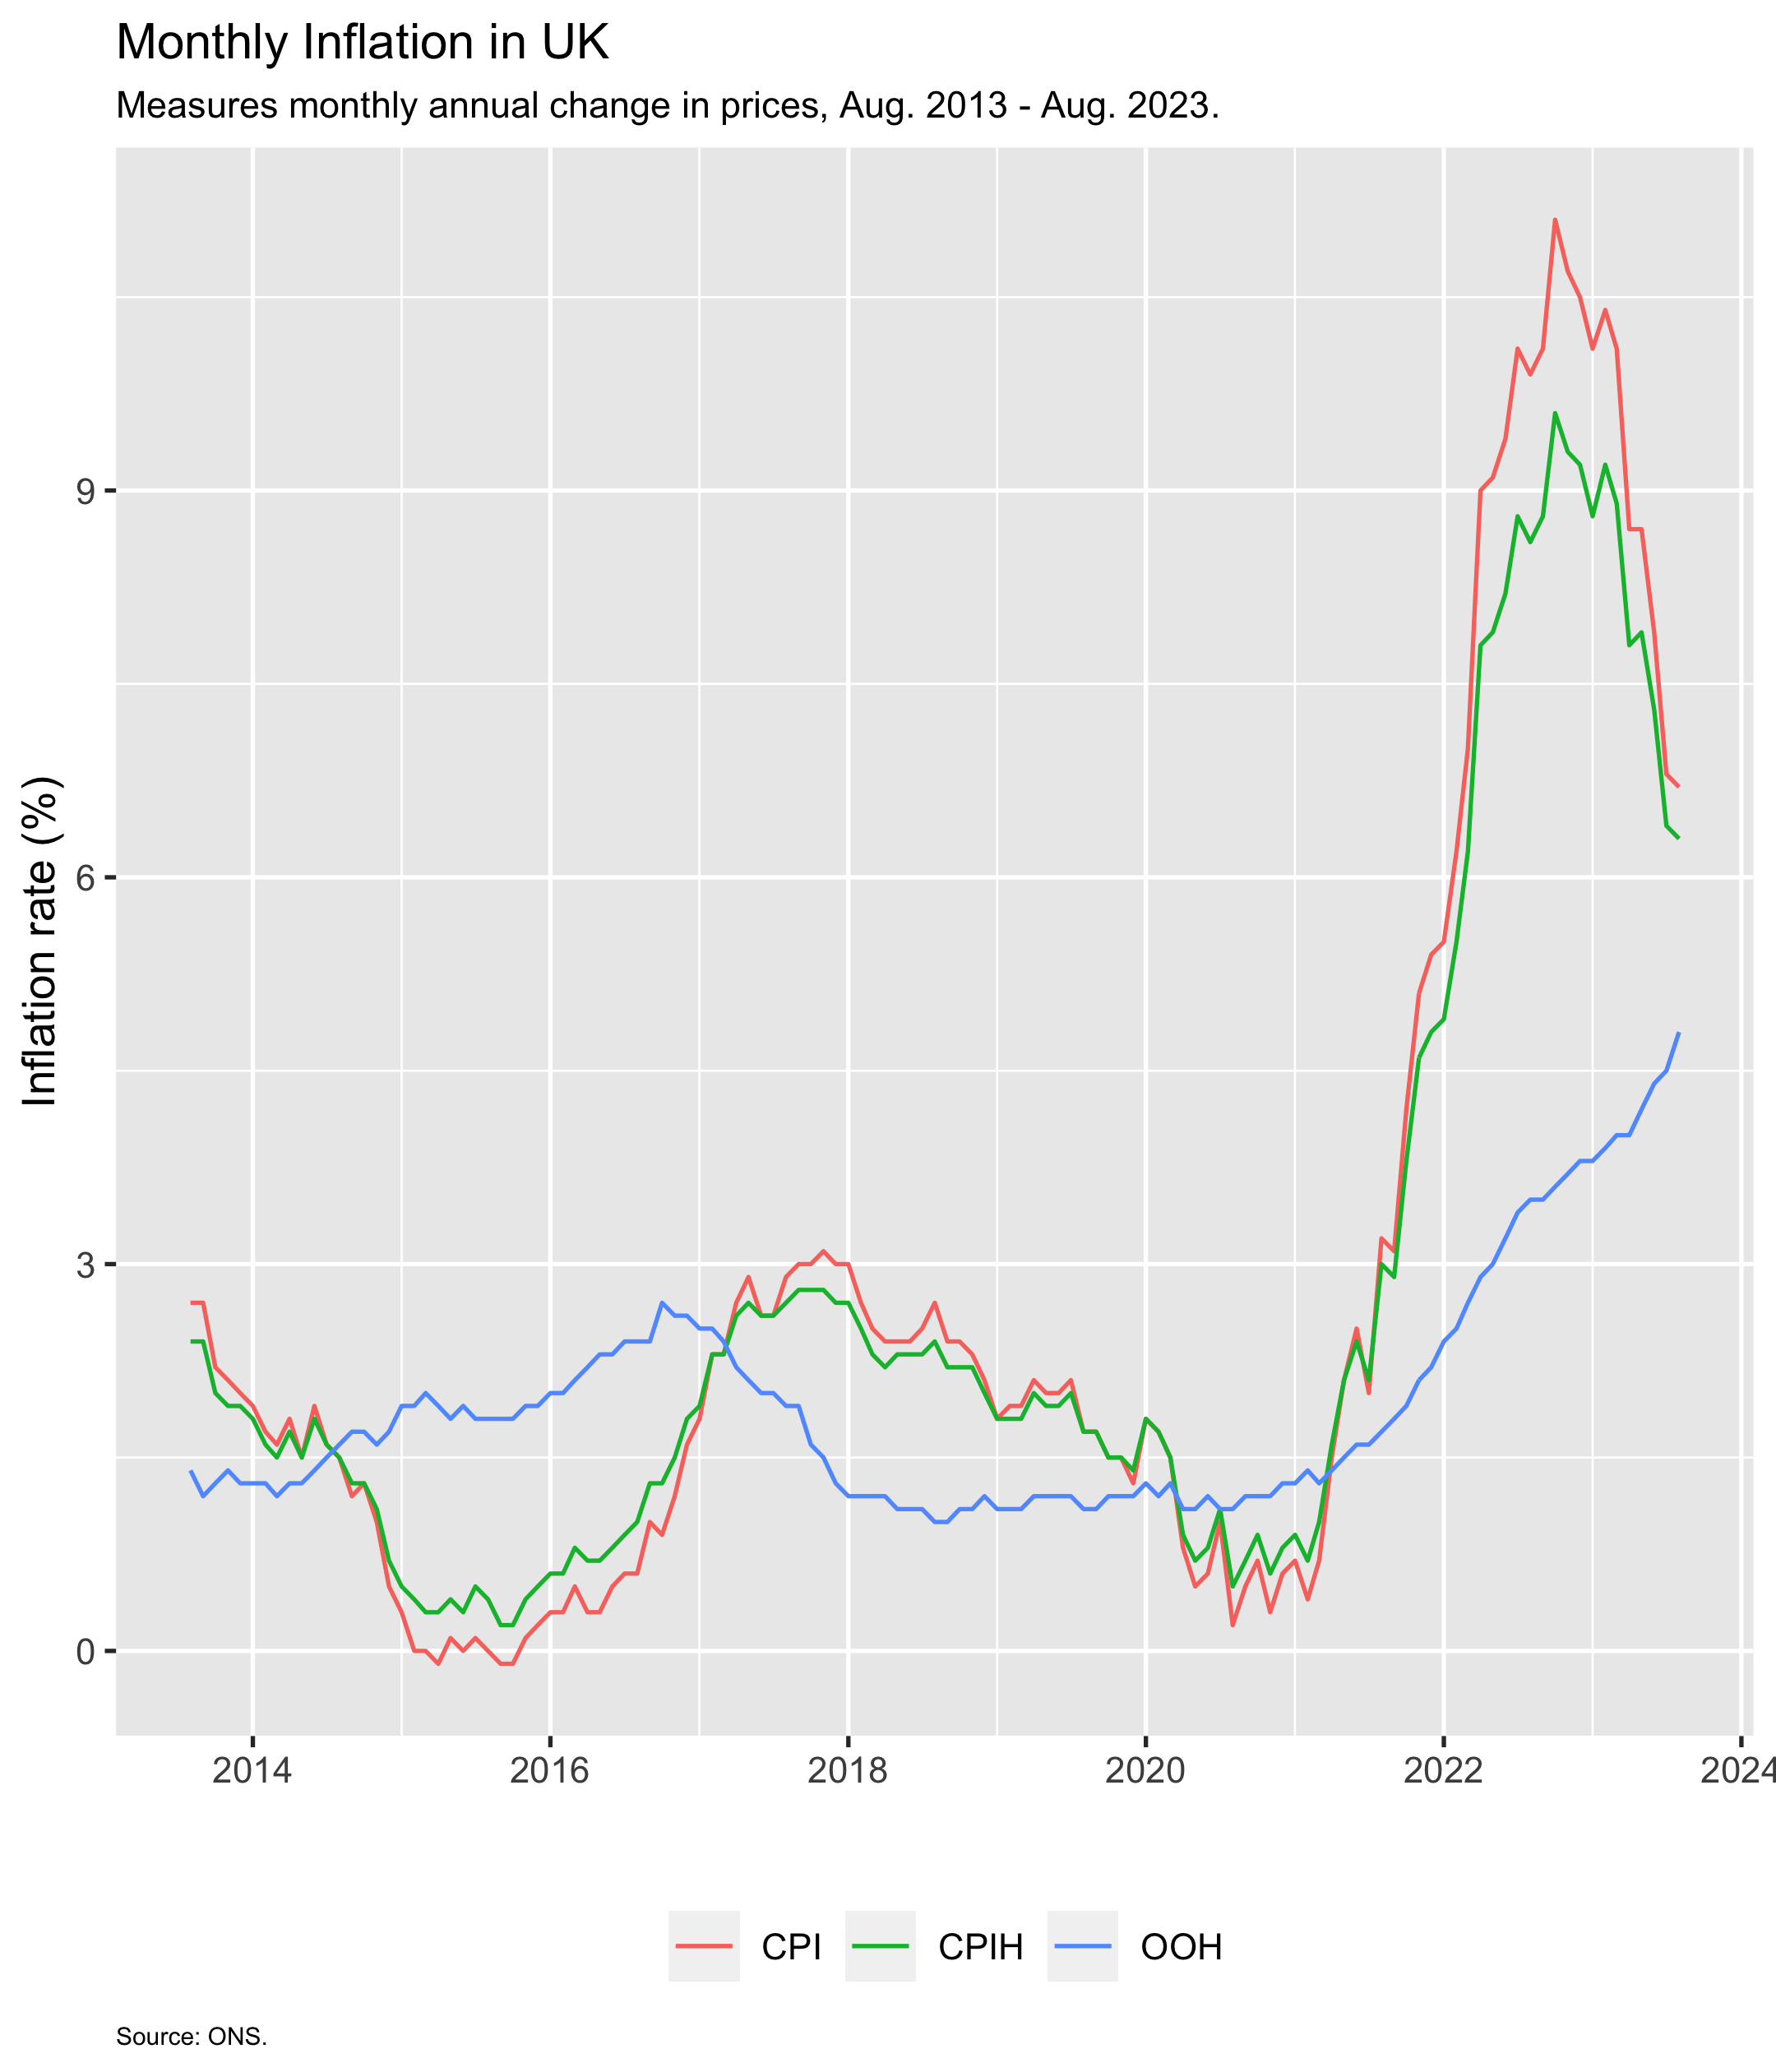 Monthly Inflation in UK
Measures monthly annual change in prices, Aug. 2013 - Aug. 2023.
Inflation rate (%)
9
6
3
0
2014 2016 2018 2020 2022 2024
CPI CPIH OOH
Source: ONS.